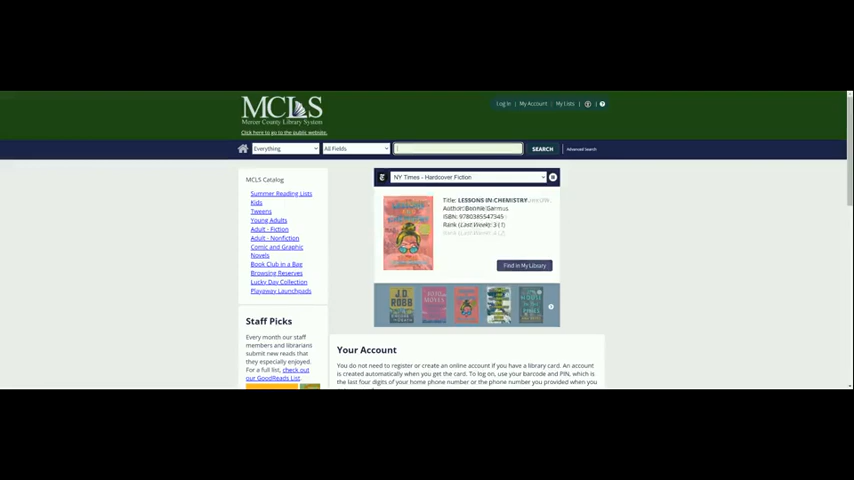 MCLS
Mercer County Library System
Click here to go to the public website.
Log In | My Account | My Lists
Everything
All Fields
SEARCH
Advanced Search
MCLS Catalog
Summer Reading Lists
Kids
Tweens
Young Adults
Adult - Fiction
Adult - Nonfiction
Comic and Graphic
Novels
Book Club in a Bag
Browsing Reserves
Lucky Day Collection
Playaway Launchpads
NY Times - Hardcover Fiction
Title: LESSONS IN CHEMISTRY
Author: Bonnie Garmus
ISBN: 9780385547345
Rank (Last Week): 3
Find in My Library
J.D.
ROBB
Staff Picks
Every month our staff
members and librarians
submit new reads that
they especially enjoyed.
For a full list, check out
our GoodReads List.
Your Account
You do not need to register or create an online account if you have a library card. An account
is created automatically when you get the card. To log on, use your barcode and PIN, which is
the last four digits of your home phone number or the phone number you provided when you